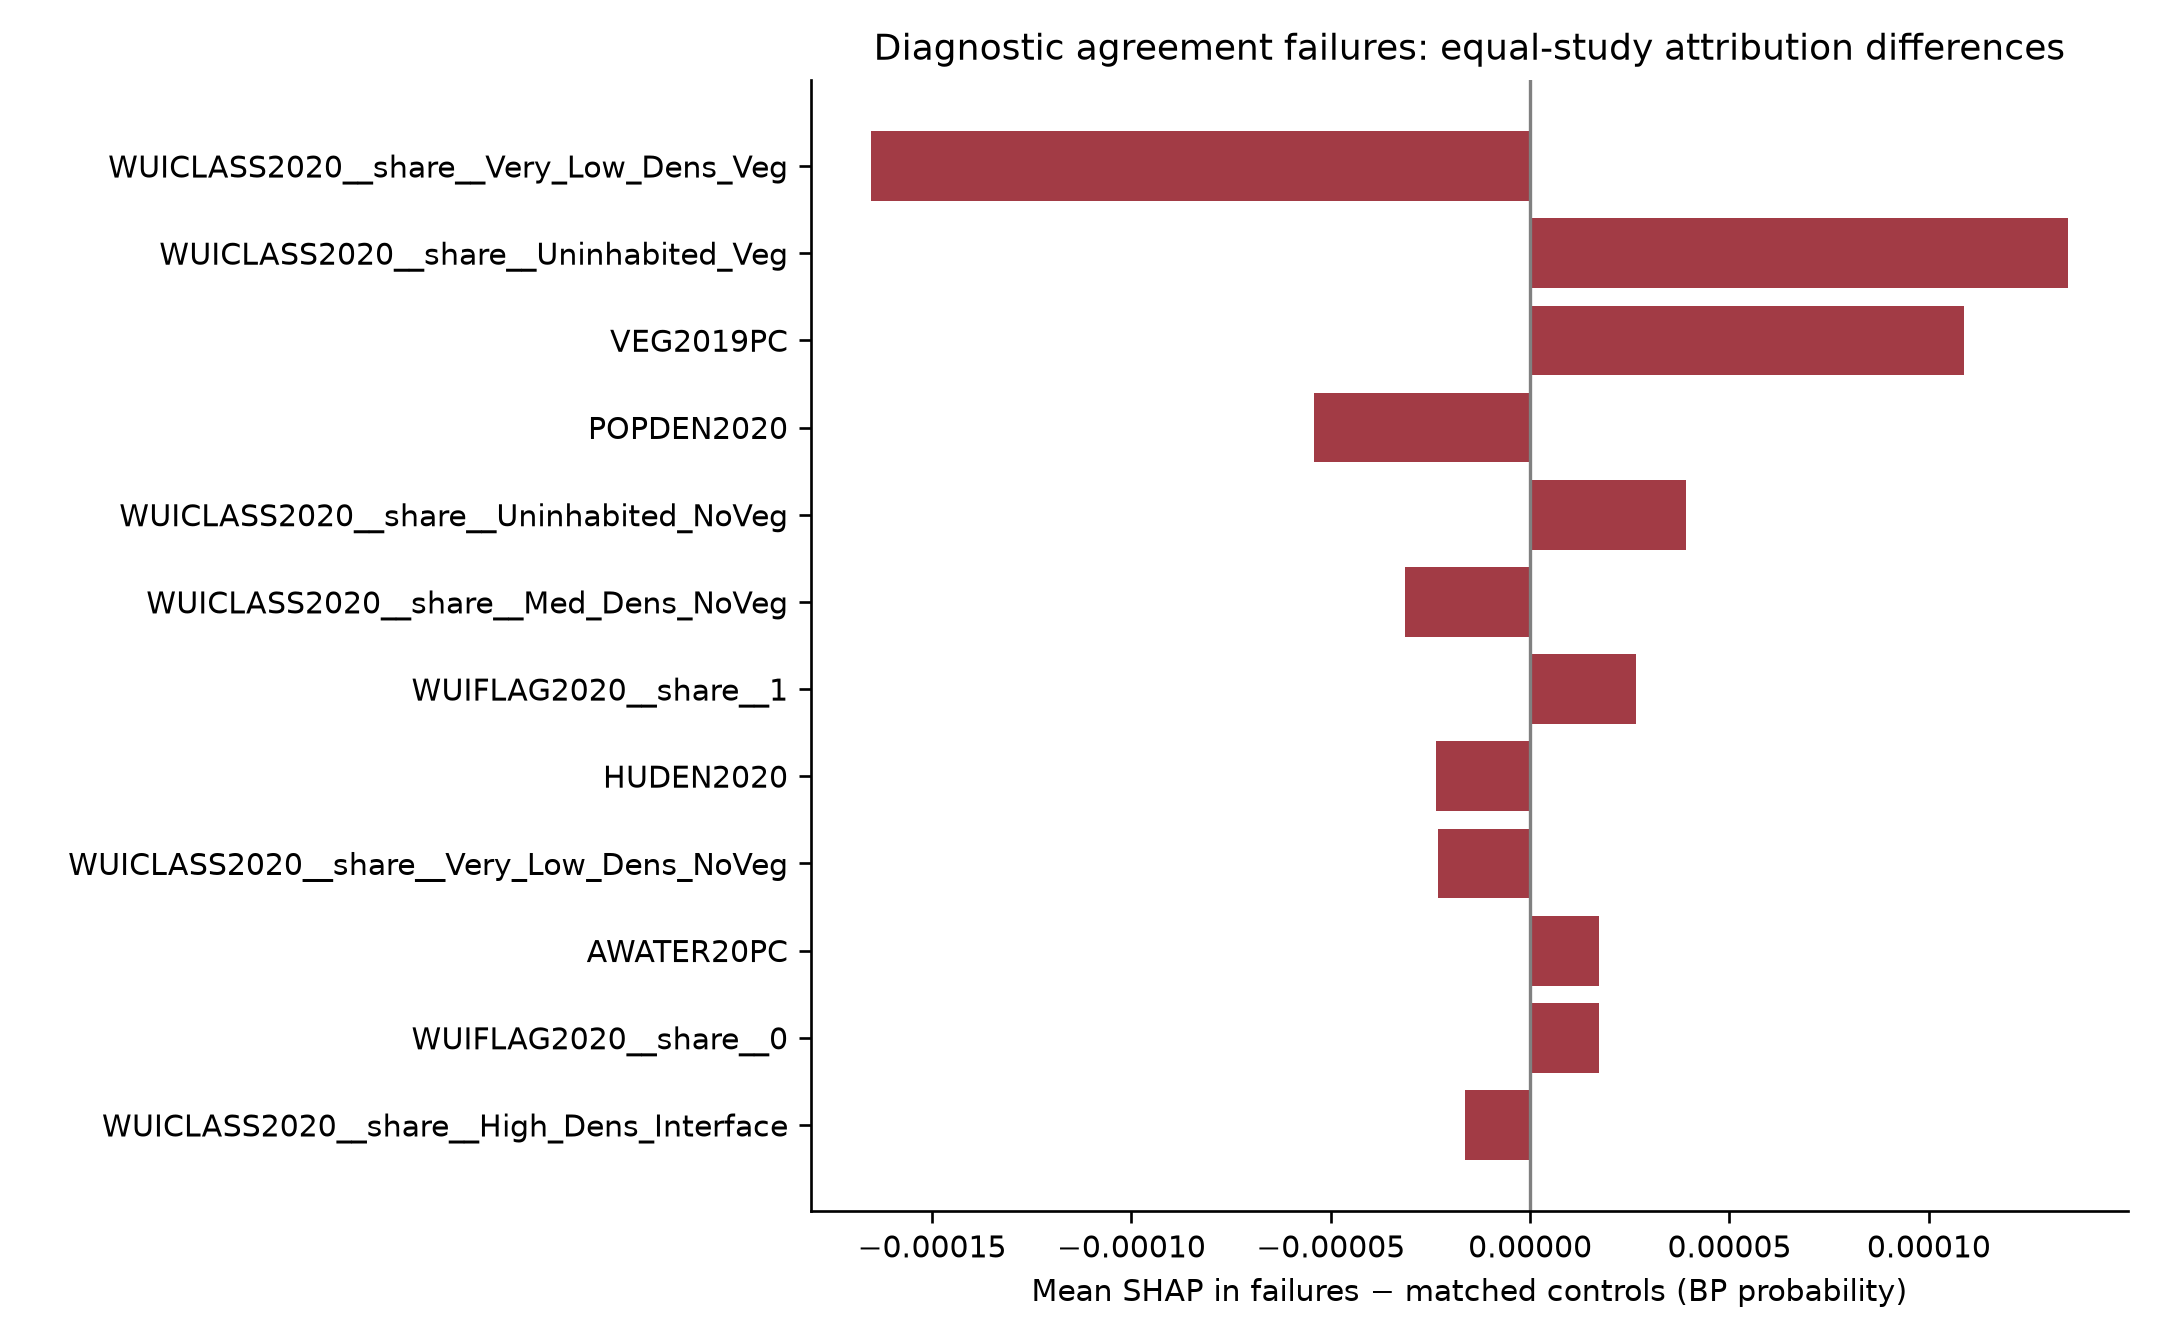 Diagnostic agreement failures: equal-study attribution differences
WUICLASS2020__share__Very_Low_Dens_Veg
WUICLASS2020__share__Uninhabited_Veg
VEG2019PC
POPDEN2020
WUICLASS2020__share__Uninhabited_NoVeg
WUICLASS2020__share__Med_Dens_NoVeg
WUIFLAG2020__share__1
HUDEN2020
WUICLASS2020__share__Very_Low_Dens_NoVeg
AWATER20PC
WUIFLAG2020__share__0
WUICLASS2020__share__High_Dens_Interface
−0.00015 −0.00010 −0.00005 0.00000 0.00005 0.00010
Mean SHAP in failures − matched controls (BP probability)